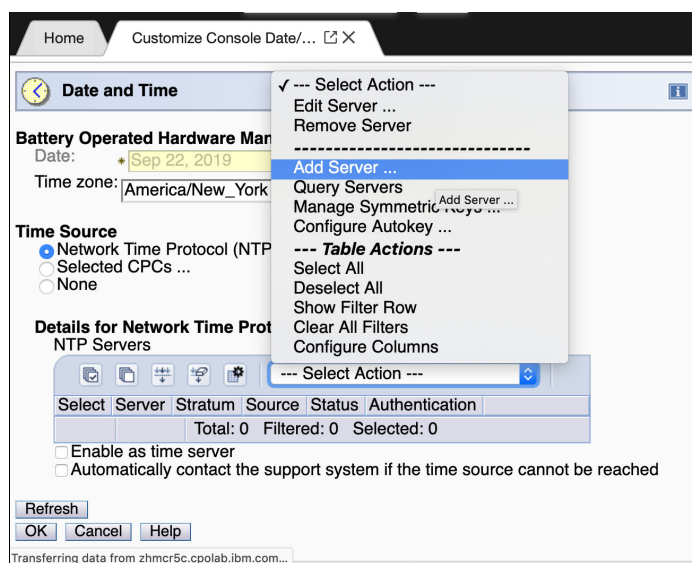 Home
Customize Console Date/...
Date and Time
✓ --- Select Action ---
Edit Server ...
Remove Server
------------------------------
Add Server ...
Query Servers
Add Server ...
Manage Symmetric Keys ...
Configure Autokey ...
--- Table Actions ---
Select All
Deselect All
Show Filter Row
Clear All Filters
Configure Columns
i
Battery Operated Hardware Man
Date: Sep 22, 2019
Time zone: America/New_York
Time Source
Network Time Protocol (NTP
Selected CPCs ...
None
Details for Network Time Prot
NTP Servers
--- Select Action ---
Select Server Stratum Source Status Authentication
Total: 0 Filtered: 0 Selected: 0
Enable as time server
Automatically contact the support system if the time source cannot be reached
Refresh
OK Cancel Help
Transferring data from zhmcr5c.cpolab.ibm.com...